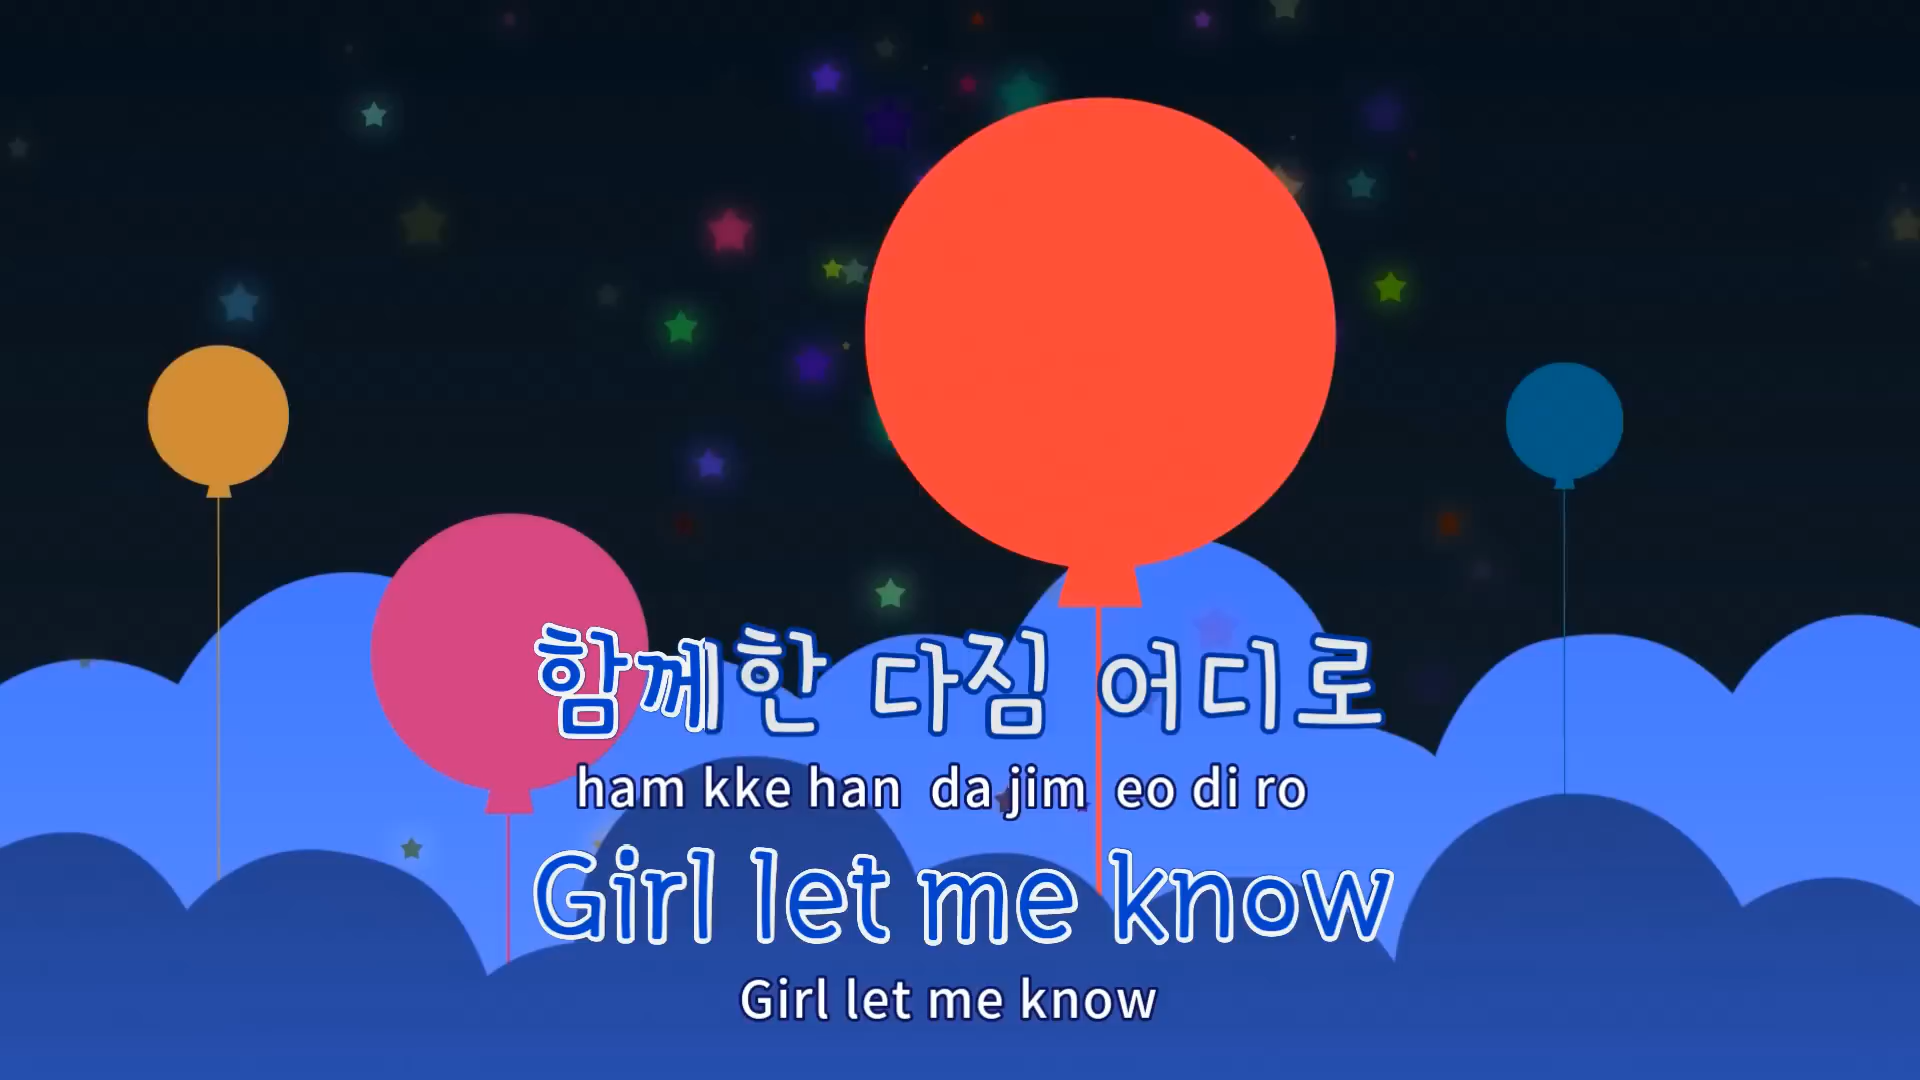 함께한 다짐 어디로
ham kke han da jim eo di ro
Girl let me know
Girl let me know